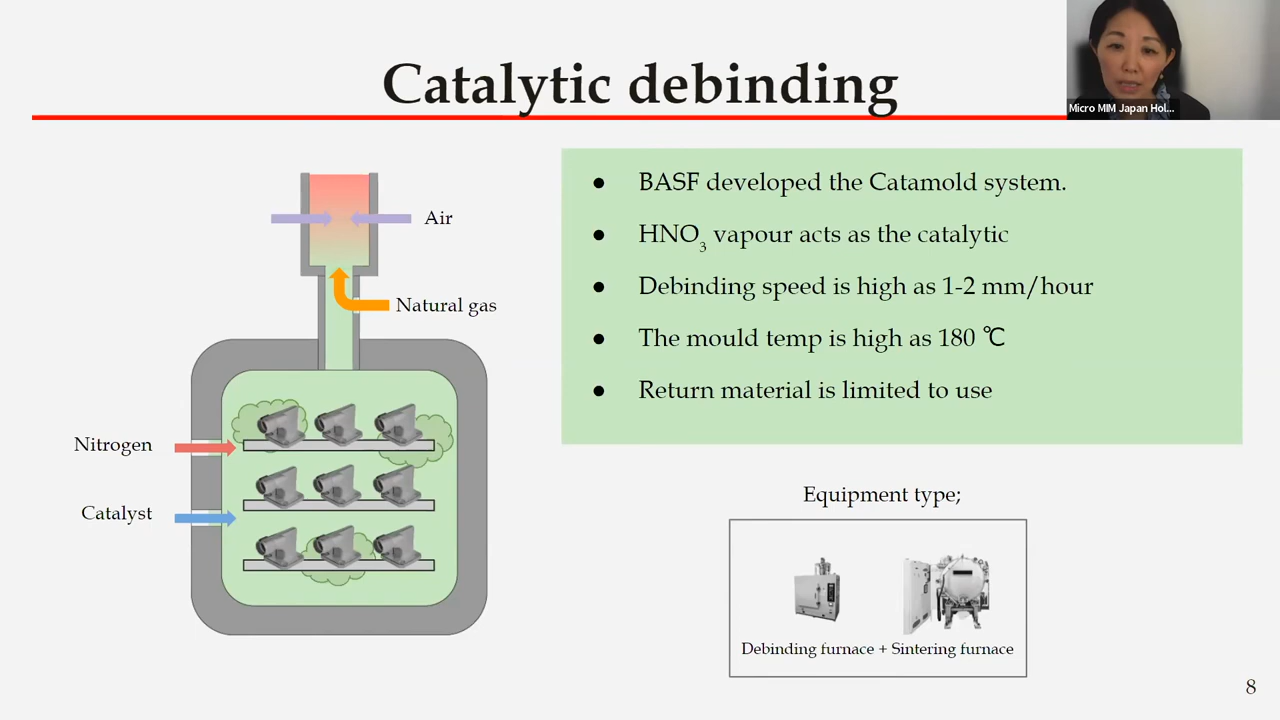 Catalytic debinding
Micro MIM Japan Hol...
Air
Natural gas
Nitrogen
Catalyst
● BASF developed the Catamold system.
● HNO₃ vapour acts as the catalytic
● Debinding speed is high as 1-2 mm/hour
● The mould temp is high as 180 ℃
● Return material is limited to use
Equipment type;
Debinding furnace + Sintering furnace
8